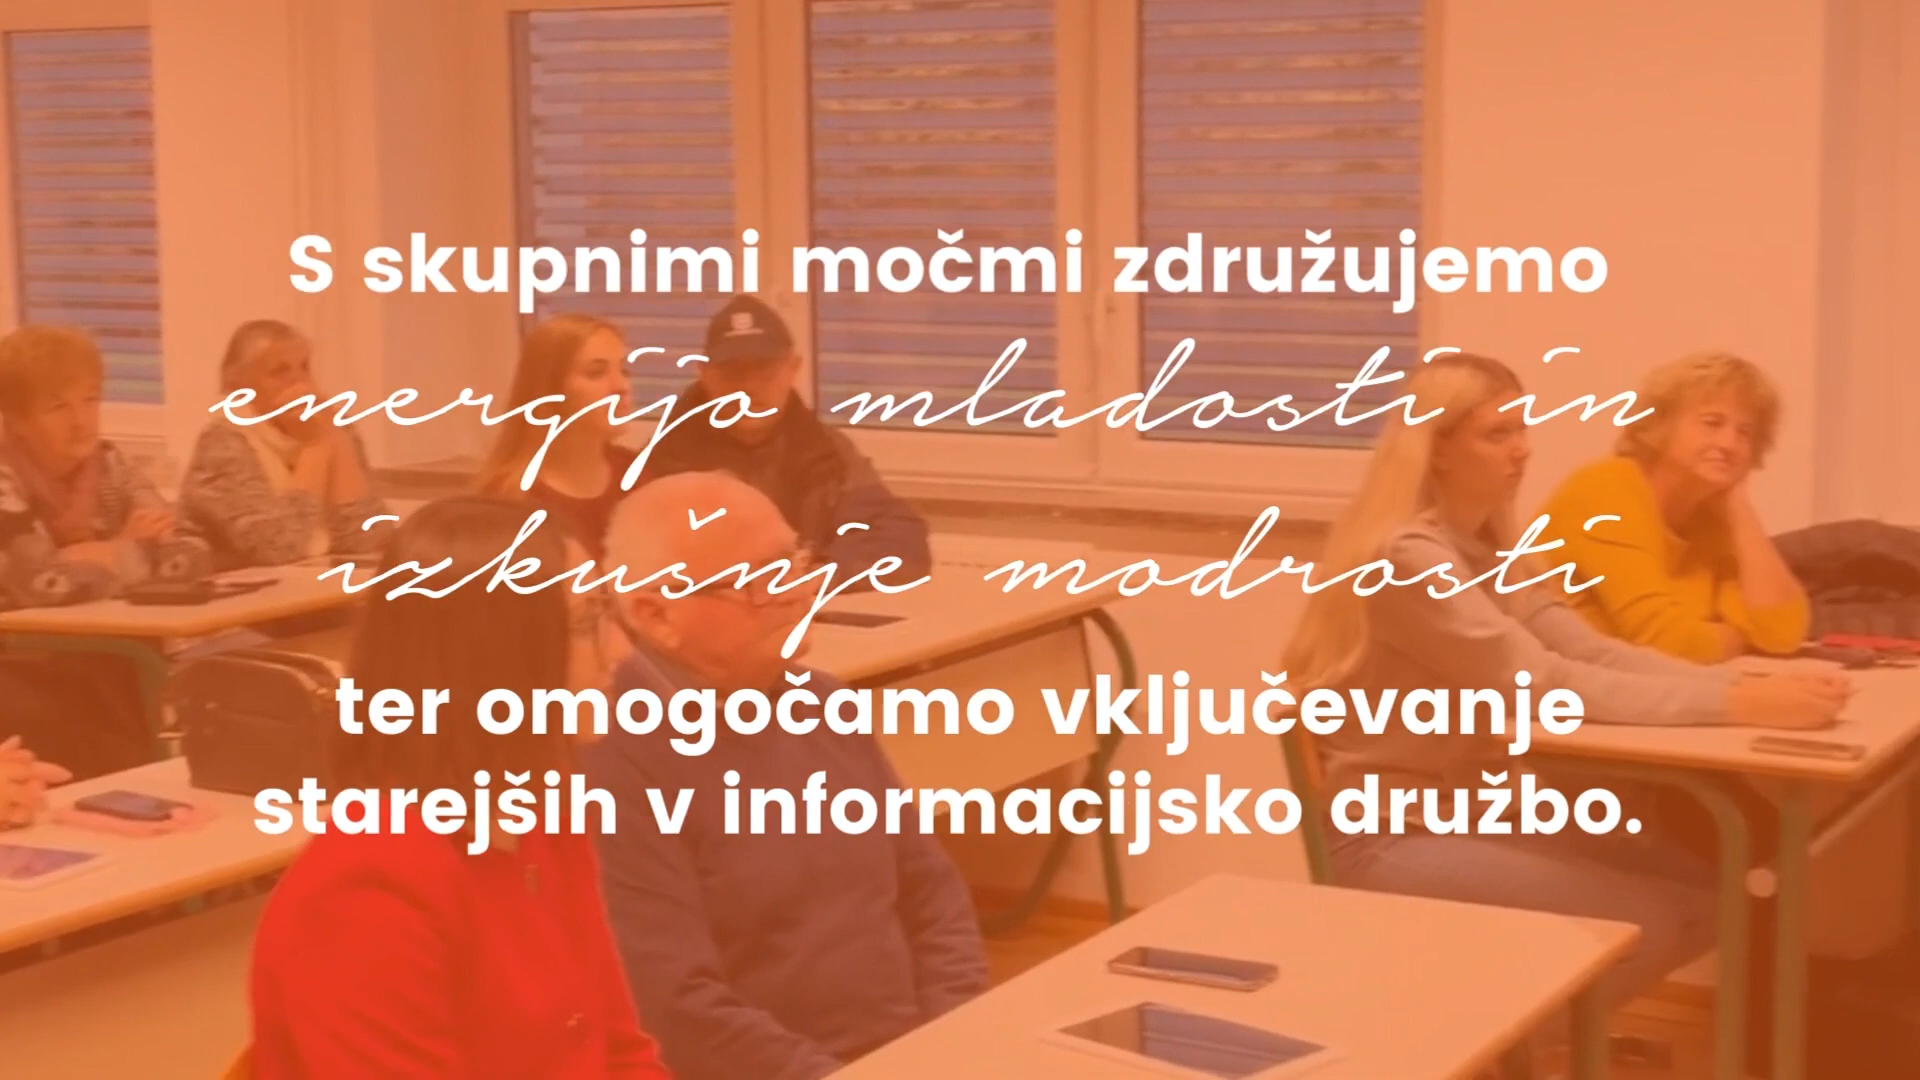 S skupnimi močmi združujemo
energijo mladosti in
izkušnje modrosti
ter omogočamo vključevanje
starejših v informacijsko družbo.